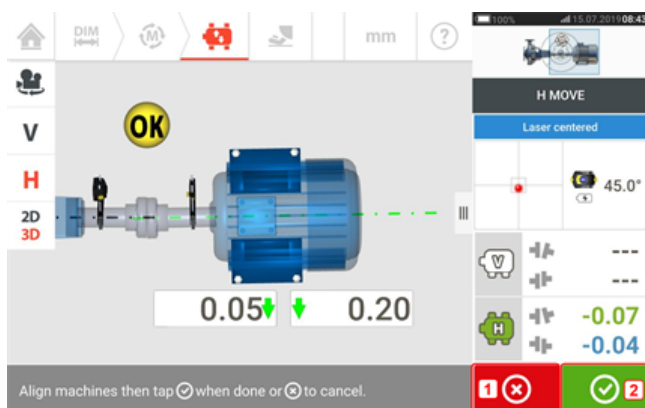 DIM
(M)
mm
?
100%
15.07.2019 08:43
V
H
2D
3D
OK
0.05
0.20
Align machines then tap when done or to cancel.
H MOVE
Laser centered
45.0°
V
---
---
H
-0.07
-0.04
1
2